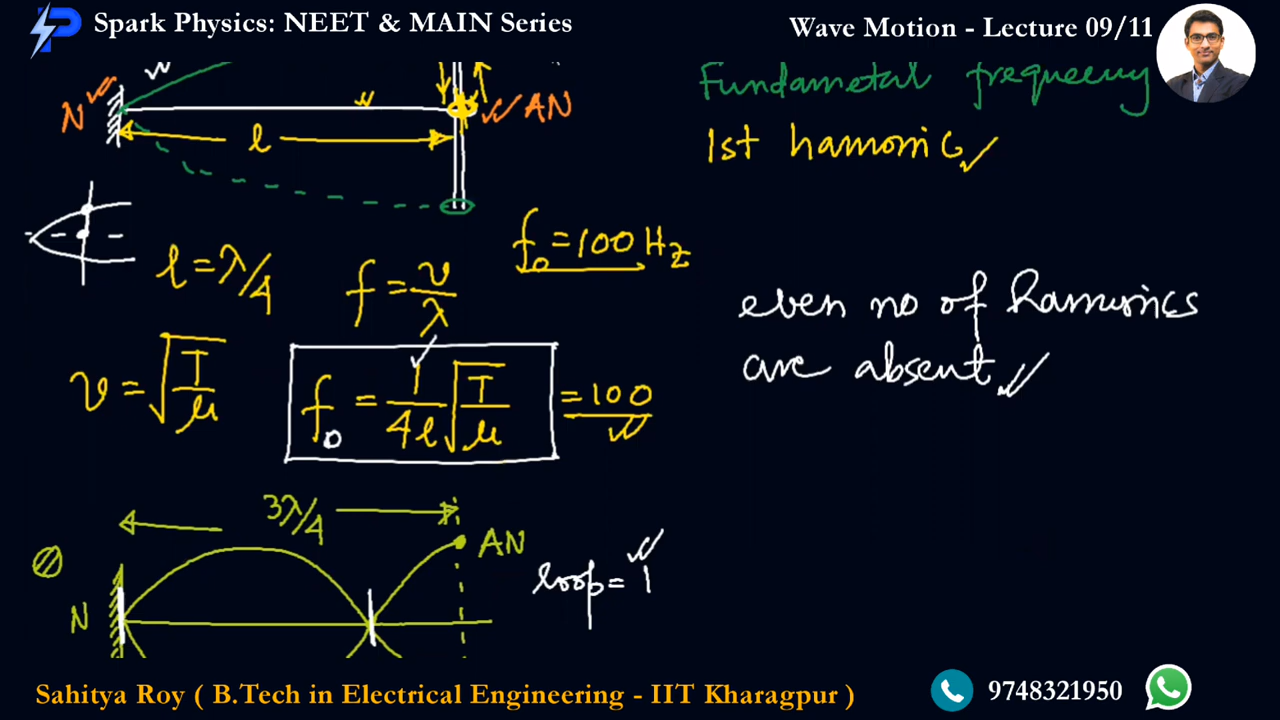 Spark Physics: NEET & MAIN Series
Wave Motion - Lecture 09/11
N
AN
l
Fundametal frequeeny
1st hamonic
l = λ/4
f = v/λ
f₀ = 100 Hz
v = √(T/μ)
f₀ = 1/4l √(T/μ) = 100
even no of hamonics
are absent
3λ/4
AN
N
loop = 1
Sahitya Roy ( B.Tech in Electrical Engineering - IIT Kharagpur )
9748321950